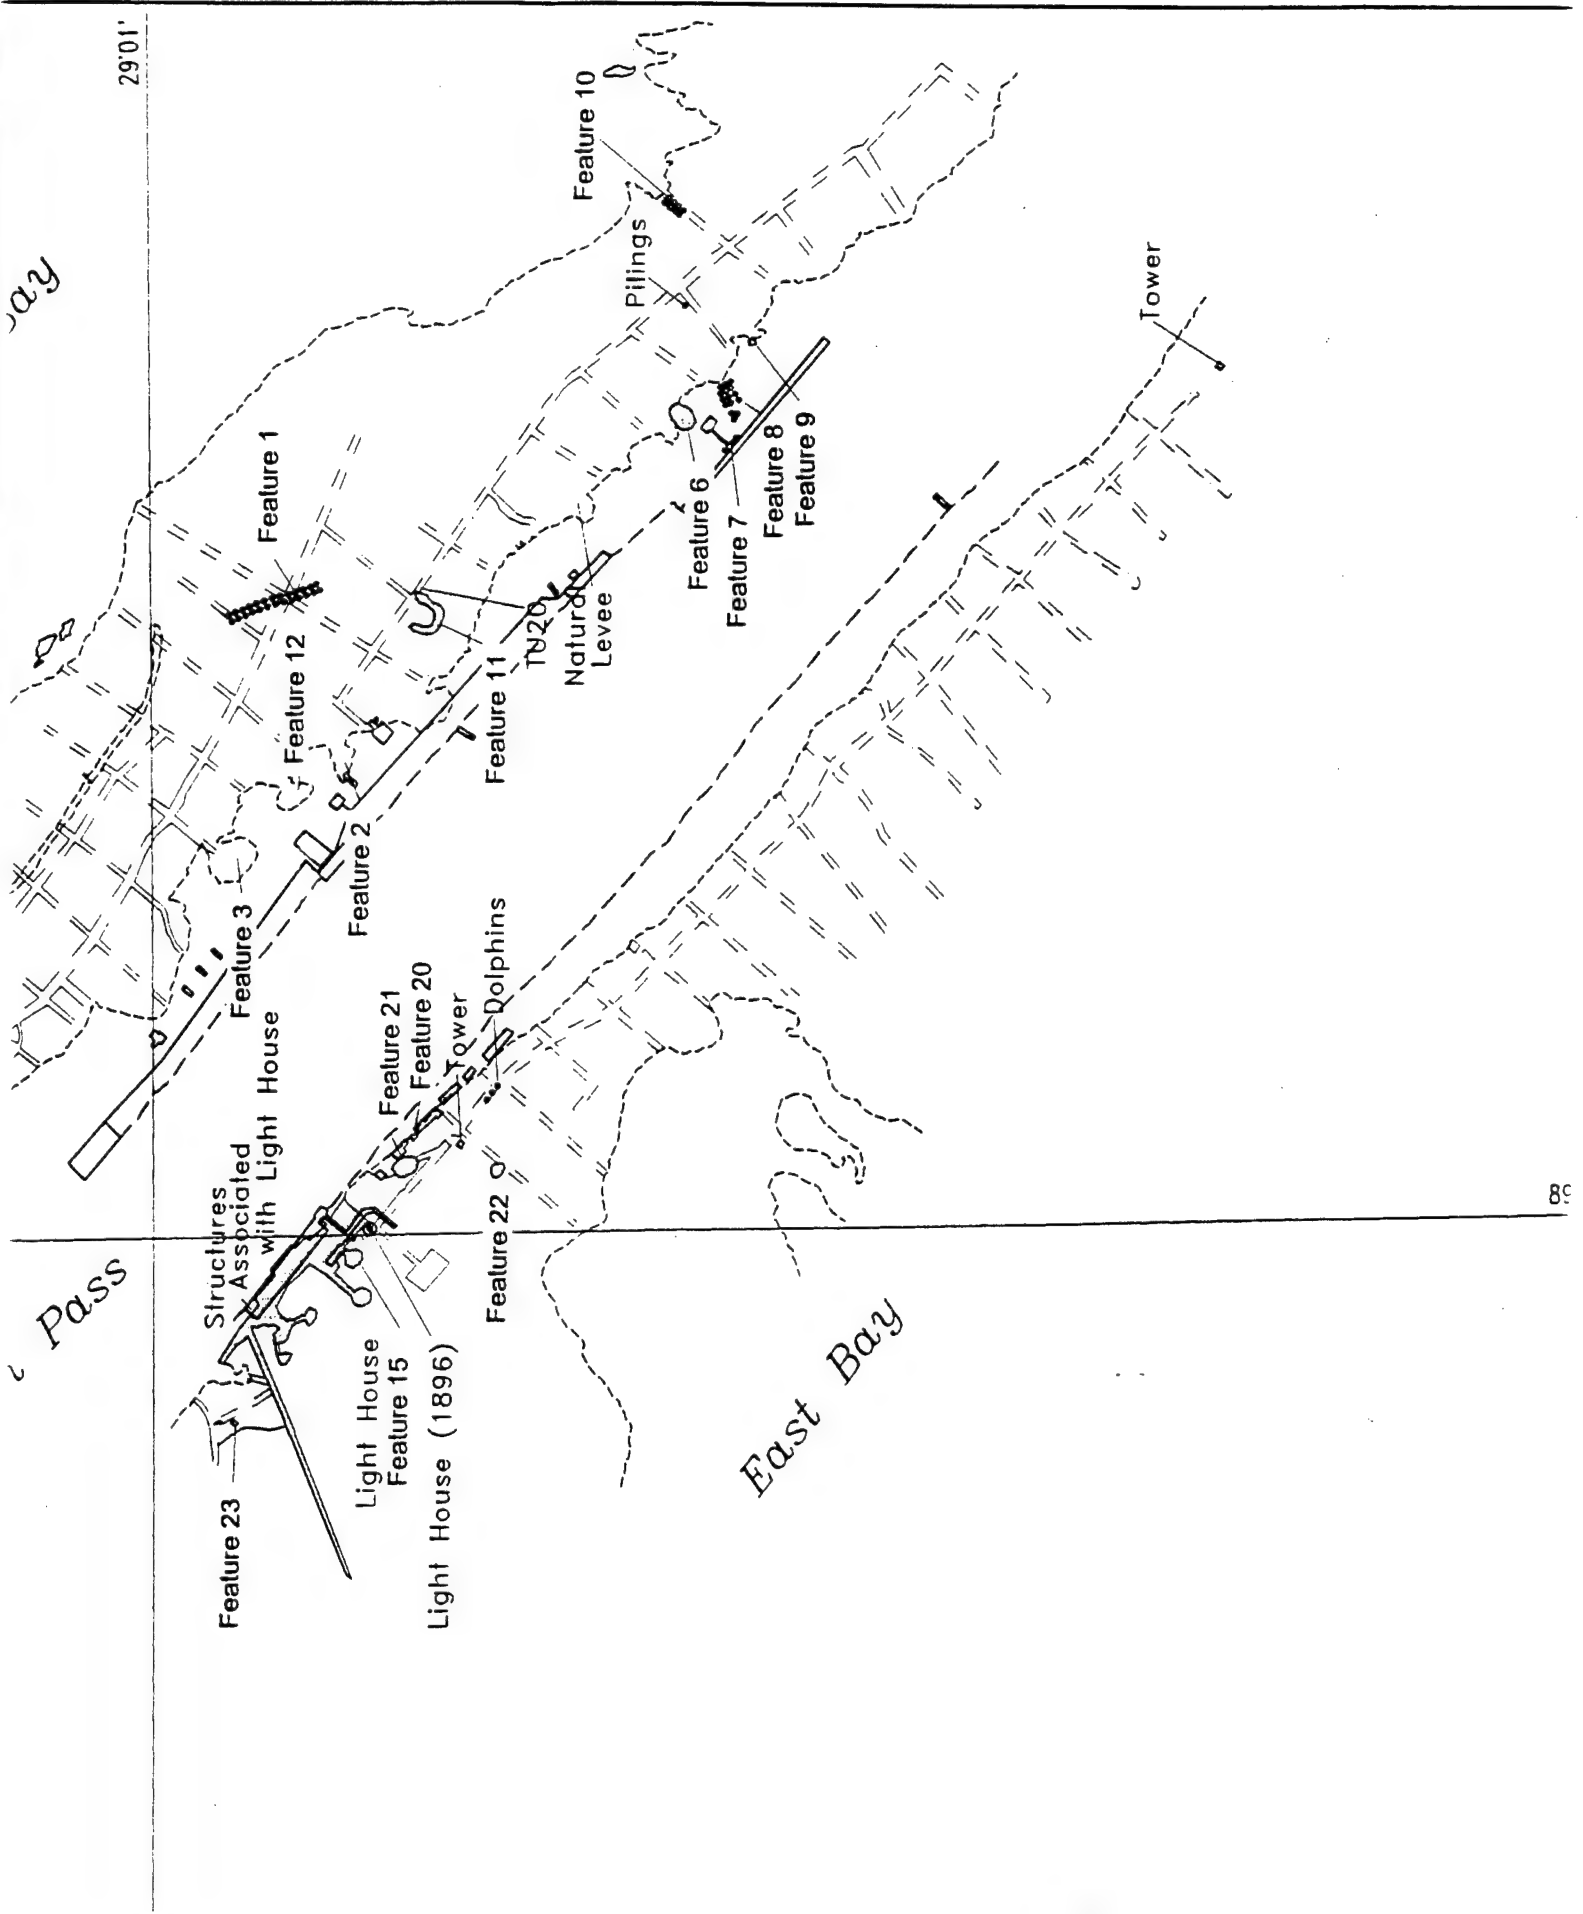 29°01'
Feature 10
Pilings
Tower
Feature 1
Feature 12
Feature 11
TU20
Natural
Levee
Feature 6
Feature 7
Feature 8
Feature 9
Feature 2
Feature 3
Feature 21
Feature 20
Tower
Dolphins
Structures
Associated
with Light House
Feature 22
Pass
Light House
Feature 15
Light House (1896)
Feature 23
East Bay
89